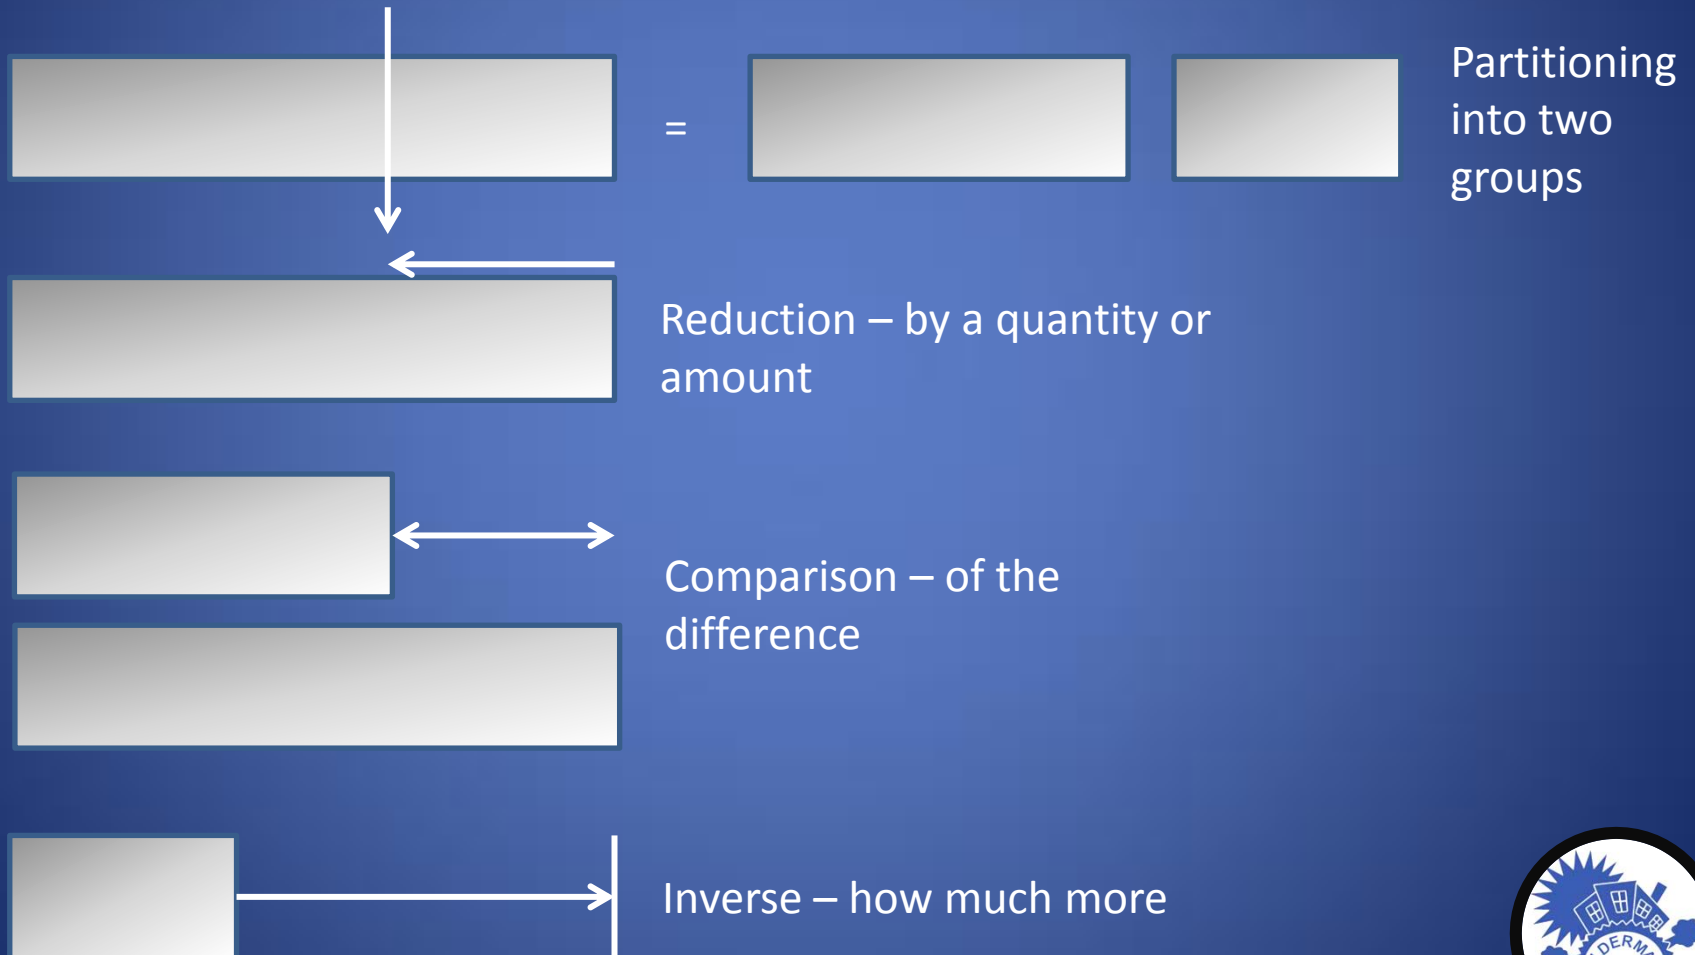 =
Partitioning
into two
groups
Reduction – by a quantity or
amount
Comparison – of the
difference
Inverse – how much more